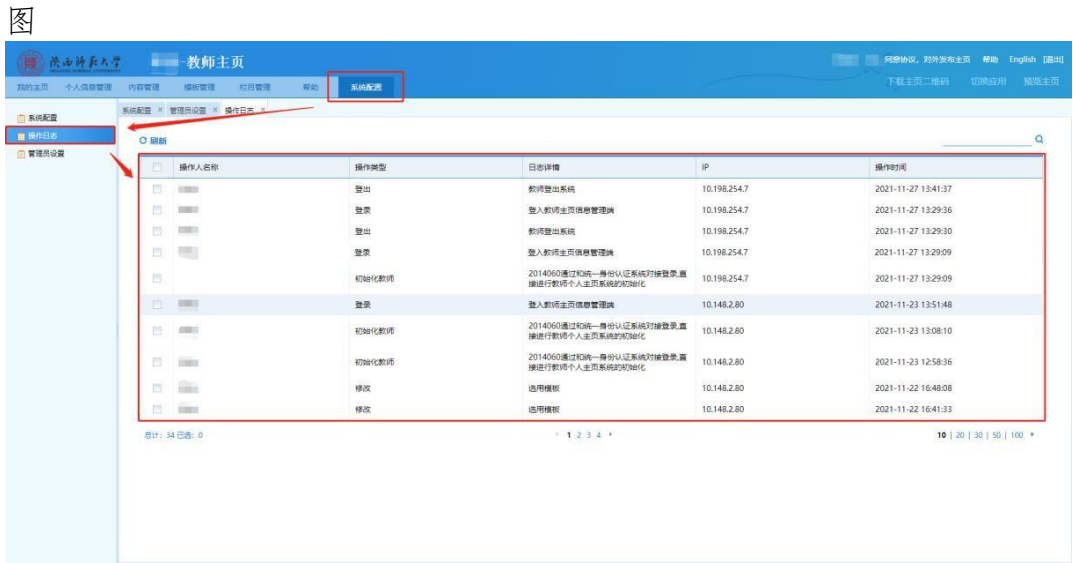 图
陕西师范大学
-教师主页
同意协议，对外发布主页 帮助 English [退出]
我的主页 个人信息管理 内容管理 模板管理 栏目管理 帮助 系统配置
下载主页二维码 切换应用 预览主页
系统配置 × 管理员设置 × 操作日志 ×
系统配置
操作日志
管理员设置
刷新
操作人名称 操作类型 日志详情 IP 操作时间
登出 教师登出系统 10.198.254.7 2021-11-27 13:41:37
登录 登入教师主页信息管理端 10.198.254.7 2021-11-27 13:29:36
登出 教师登出系统 10.198.254.7 2021-11-27 13:29:30
登录 登入教师主页信息管理端 10.198.254.7 2021-11-27 13:29:09
初始化教师 2014060通过和统一身份认证系统对接登录,直
接进行教师个人主页系统的初始化 10.198.254.7 2021-11-27 13:29:09
登录 登入教师主页信息管理端 10.148.2.80 2021-11-23 13:51:48
初始化教师 2014060通过和统一身份认证系统对接登录,直
接进行教师个人主页系统的初始化 10.148.2.80 2021-11-23 13:08:10
初始化教师 2014060通过和统一身份认证系统对接登录,直
接进行教师个人主页系统的初始化 10.148.2.80 2021-11-23 12:58:36
修改 选用模板 10.148.2.80 2021-11-22 16:48:08
修改 选用模板 10.148.2.80 2021-11-22 16:41:33
总计：34 已选：0 1 2 3 4 10 | 20 | 30 | 50 | 100